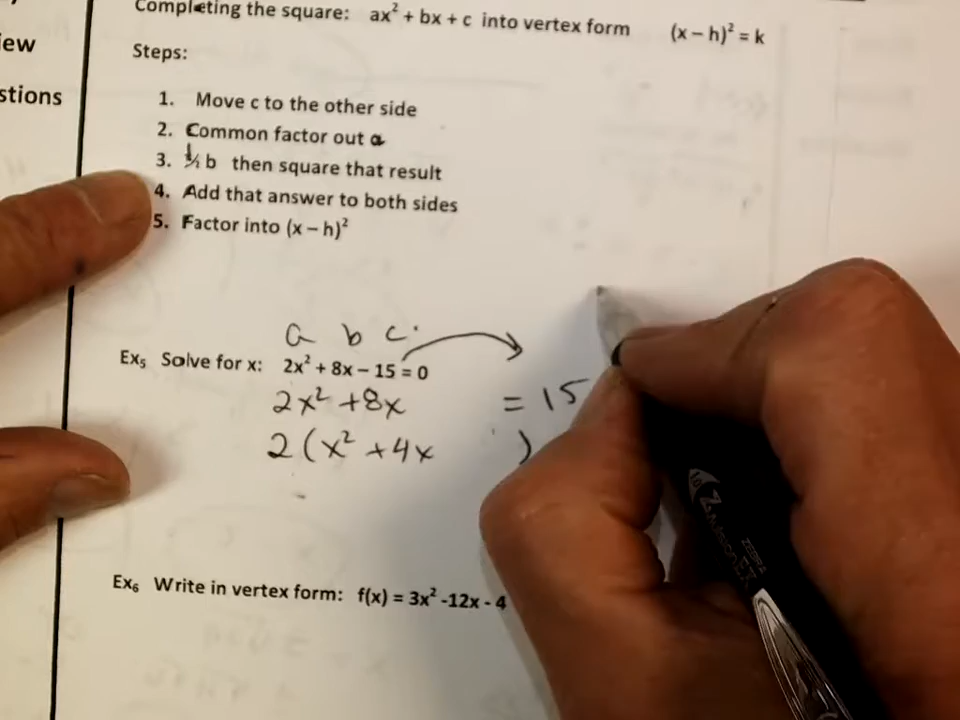 Completing the square: ax² + bx + c into vertex form (x – h)² = k
iew
Steps:
stions
1. Move c to the other side
2. Common factor out a
3. ½ b then square that result
4. Add that answer to both sides
5. Factor into (x – h)²
a b c
Ex₅ Solve for x: 2x² + 8x – 15 = 0
2x² +8x = 15
2(x² +4x )
Ex₆ Write in vertex form: f(x) = 3x² -12x - 4
ZEBRA